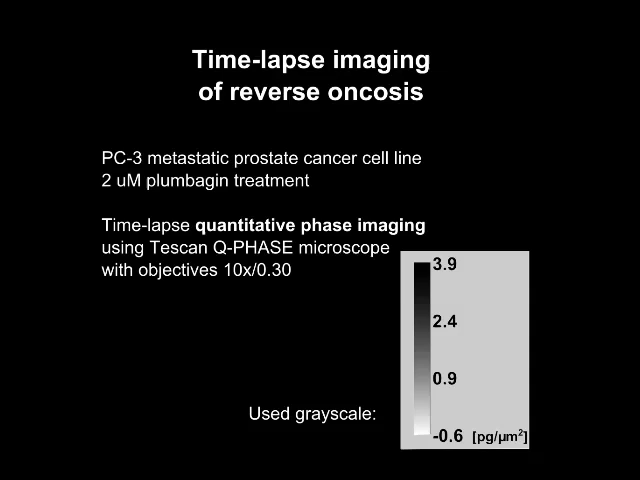 Time-lapse imaging
of reverse oncosis
PC-3 metastatic prostate cancer cell line
2 uM plumbagin treatment
Time-lapse quantitative phase imaging
using Tescan Q-PHASE microscope
with objectives 10x/0.30
3.9
2.4
0.9
Used grayscale:
-0.6 [pg/µm²]